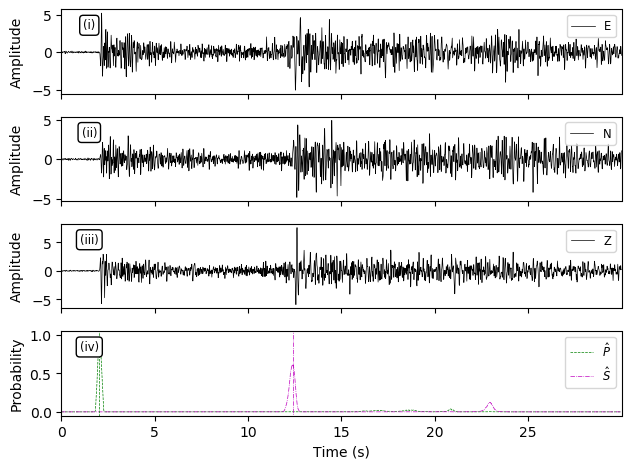 5
0
−5
Amplitude
(i)
E
5
0
−5
Amplitude
(ii)
N
5
0
−5
Amplitude
(iii)
Z
1.0
0.5
0.0
Probability
(iv)
P̂
Ŝ
0 5 10 15 20 25
Time (s)